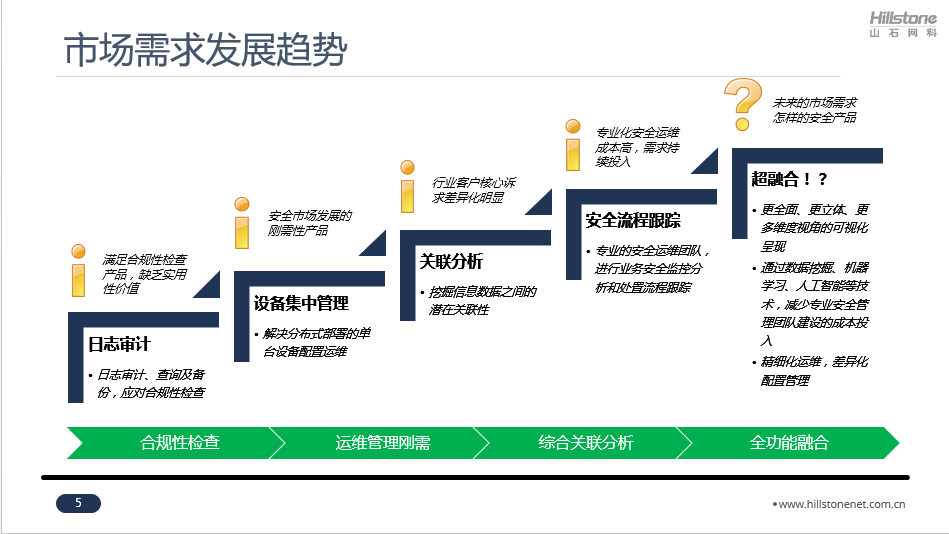 Hillstone
山石网科
市场需求发展趋势
满足合规性检查
产品，缺乏实用
性价值
日志审计
• 日志审计、查询及备
份，应对合规性检查
安全市场发展的
刚需性产品
设备集中管理
• 解决分布式部署的单
台设备配置运维
行业客户核心诉
求差异化明显
关联分析
• 挖掘信息数据之间的
潜在关联性
专业化安全运维
成本高，需求持
续投入
安全流程跟踪
• 专业的安全运维团队，
进行业务安全监控分
析和处置流程跟踪
未来的市场需求
怎样的安全产品
超融合！？
• 更全面、更立体、更
多维度视角的可视化
呈现
• 通过数据挖掘、机器
学习、人工智能等技
术，减少专业安全管
理团队建设的成本投
入
• 精细化运维，差异化
配置管理
合规性检查
运维管理刚需
综合关联分析
全功能融合
5
•www.hillstonenet.com.cn